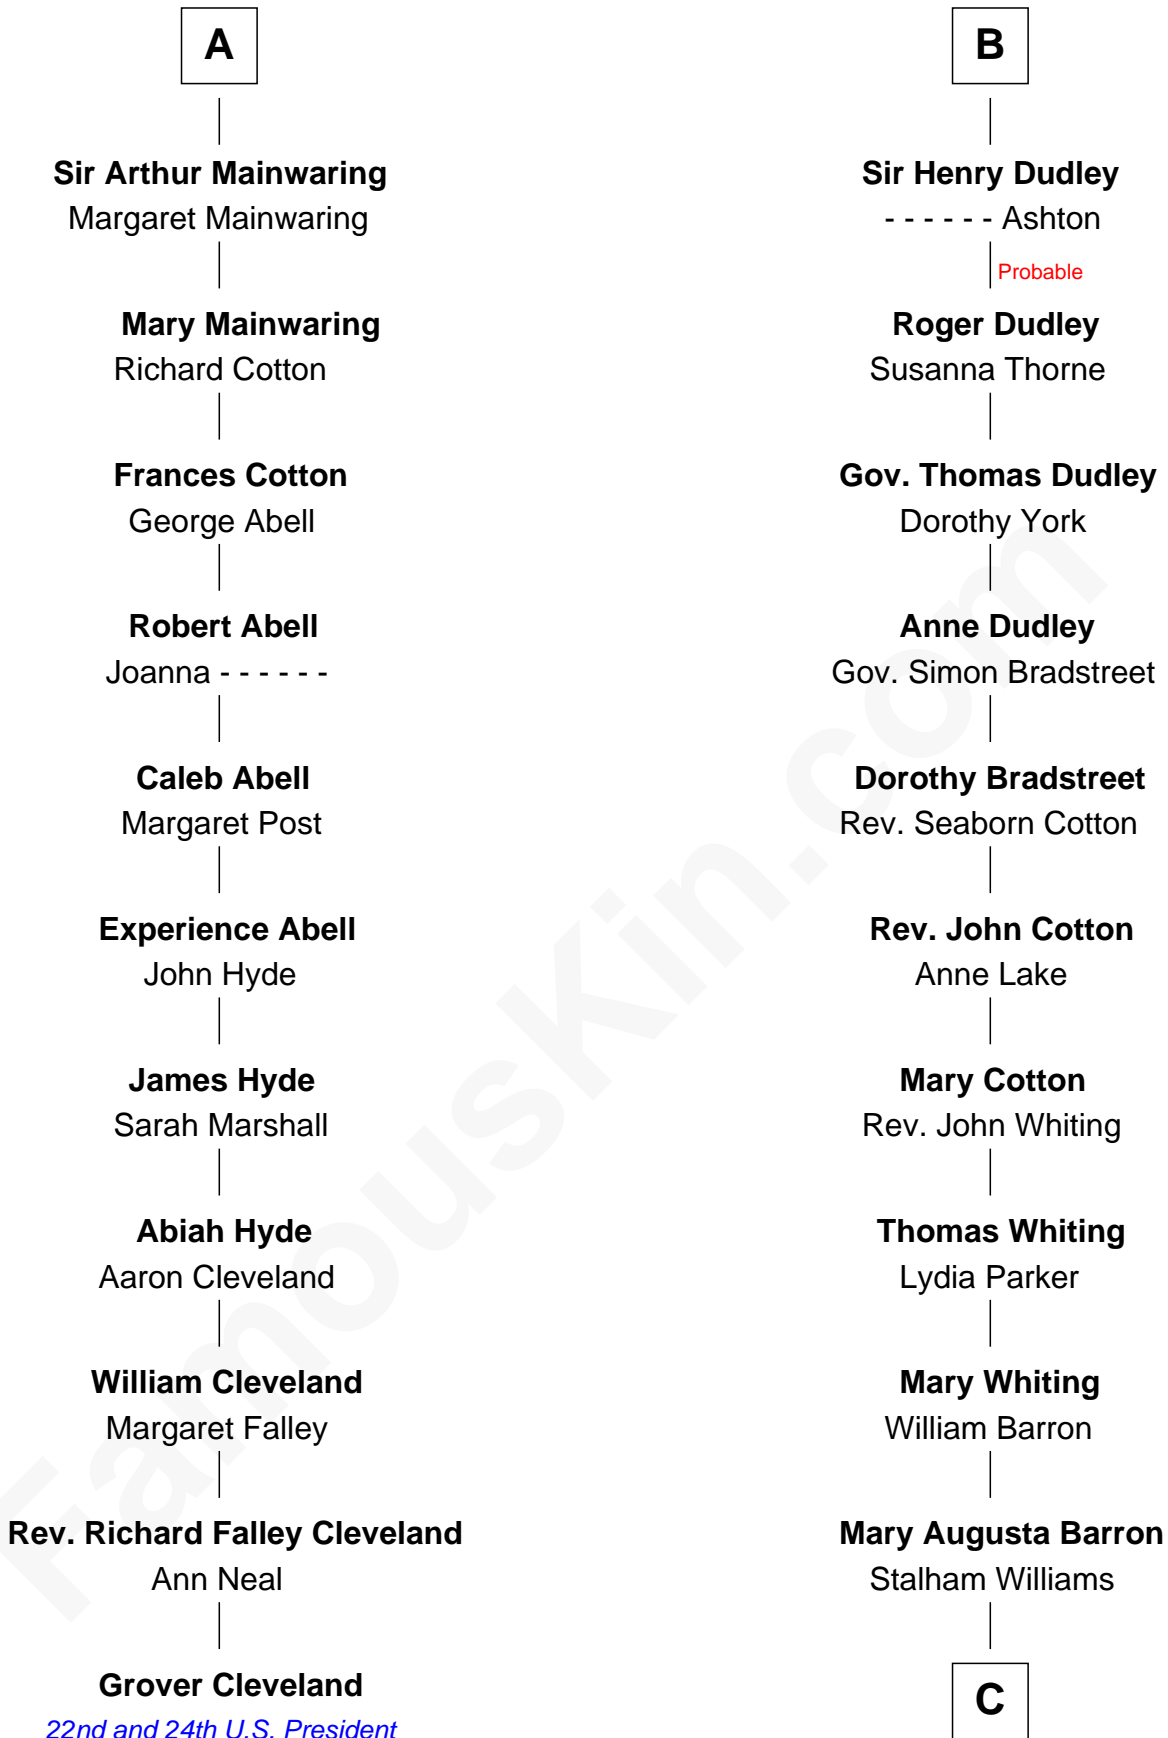 A
Sir Arthur Mainwaring
Margaret Mainwaring
Mary Mainwaring
Richard Cotton
Frances Cotton
George Abell
Robert Abell
Joanna - - - - - -
Caleb Abell
Margaret Post
Experience Abell
John Hyde
James Hyde
Sarah Marshall
Abiah Hyde
Aaron Cleveland
William Cleveland
Margaret Falley
Rev. Richard Falley Cleveland
Ann Neal
Grover Cleveland
22nd and 24th U.S. President
B
Sir Henry Dudley
- - - - - - Ashton
Probable
Roger Dudley
Susanna Thorne
Gov. Thomas Dudley
Dorothy York
Anne Dudley
Gov. Simon Bradstreet
Dorothy Bradstreet
Rev. Seaborn Cotton
Rev. John Cotton
Anne Lake
Mary Cotton
Rev. John Whiting
Thomas Whiting
Lydia Parker
Mary Whiting
William Barron
Mary Augusta Barron
Stalham Williams
C
FamousKin.com